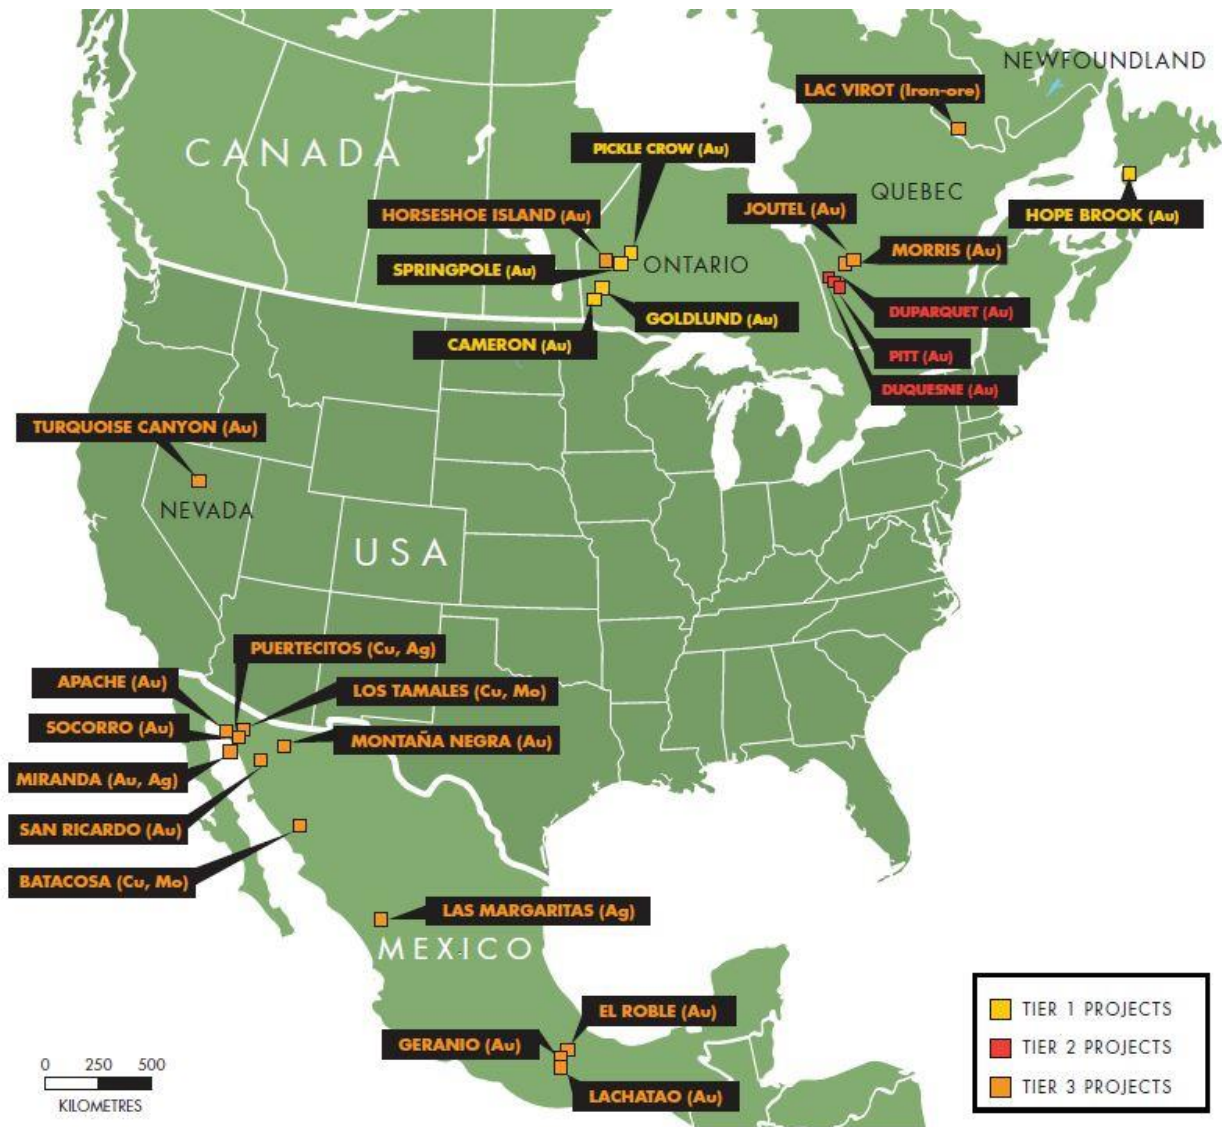 NEWFOUNDLAND
LAC VIROT (Iron-ore)
CANADA
PICKLE CROW (Au)
QUEBEC
HORSESHOE ISLAND (Au)
JOUTEL (Au)
HOPE BROOK (Au)
MORRIS (Au)
SPRINGPOLE (Au)
ONTARIO
DUPARQUET (Au)
GOLDLUND (Au)
CAMERON (Au)
PITT (Au)
DUQUESNE (Au)
TURQUOISE CANYON (Au)
NEVADA
USA
PUERTECITOS (Cu, Ag)
APACHE (Au)
LOS TAMALES (Cu, Mo)
SOCORRO (Au)
MONTAÑA NEGRA (Au)
MIRANDA (Au, Ag)
SAN RICARDO (Au)
BATACOSA (Cu, Mo)
LAS MARGARITAS (Ag)
MEXICO
EL ROBLE (Au)
GERANIO (Au)
LACHATAO (Au)
TIER 1 PROJECTS
TIER 2 PROJECTS
TIER 3 PROJECTS
0 250 500
KILOMETRES